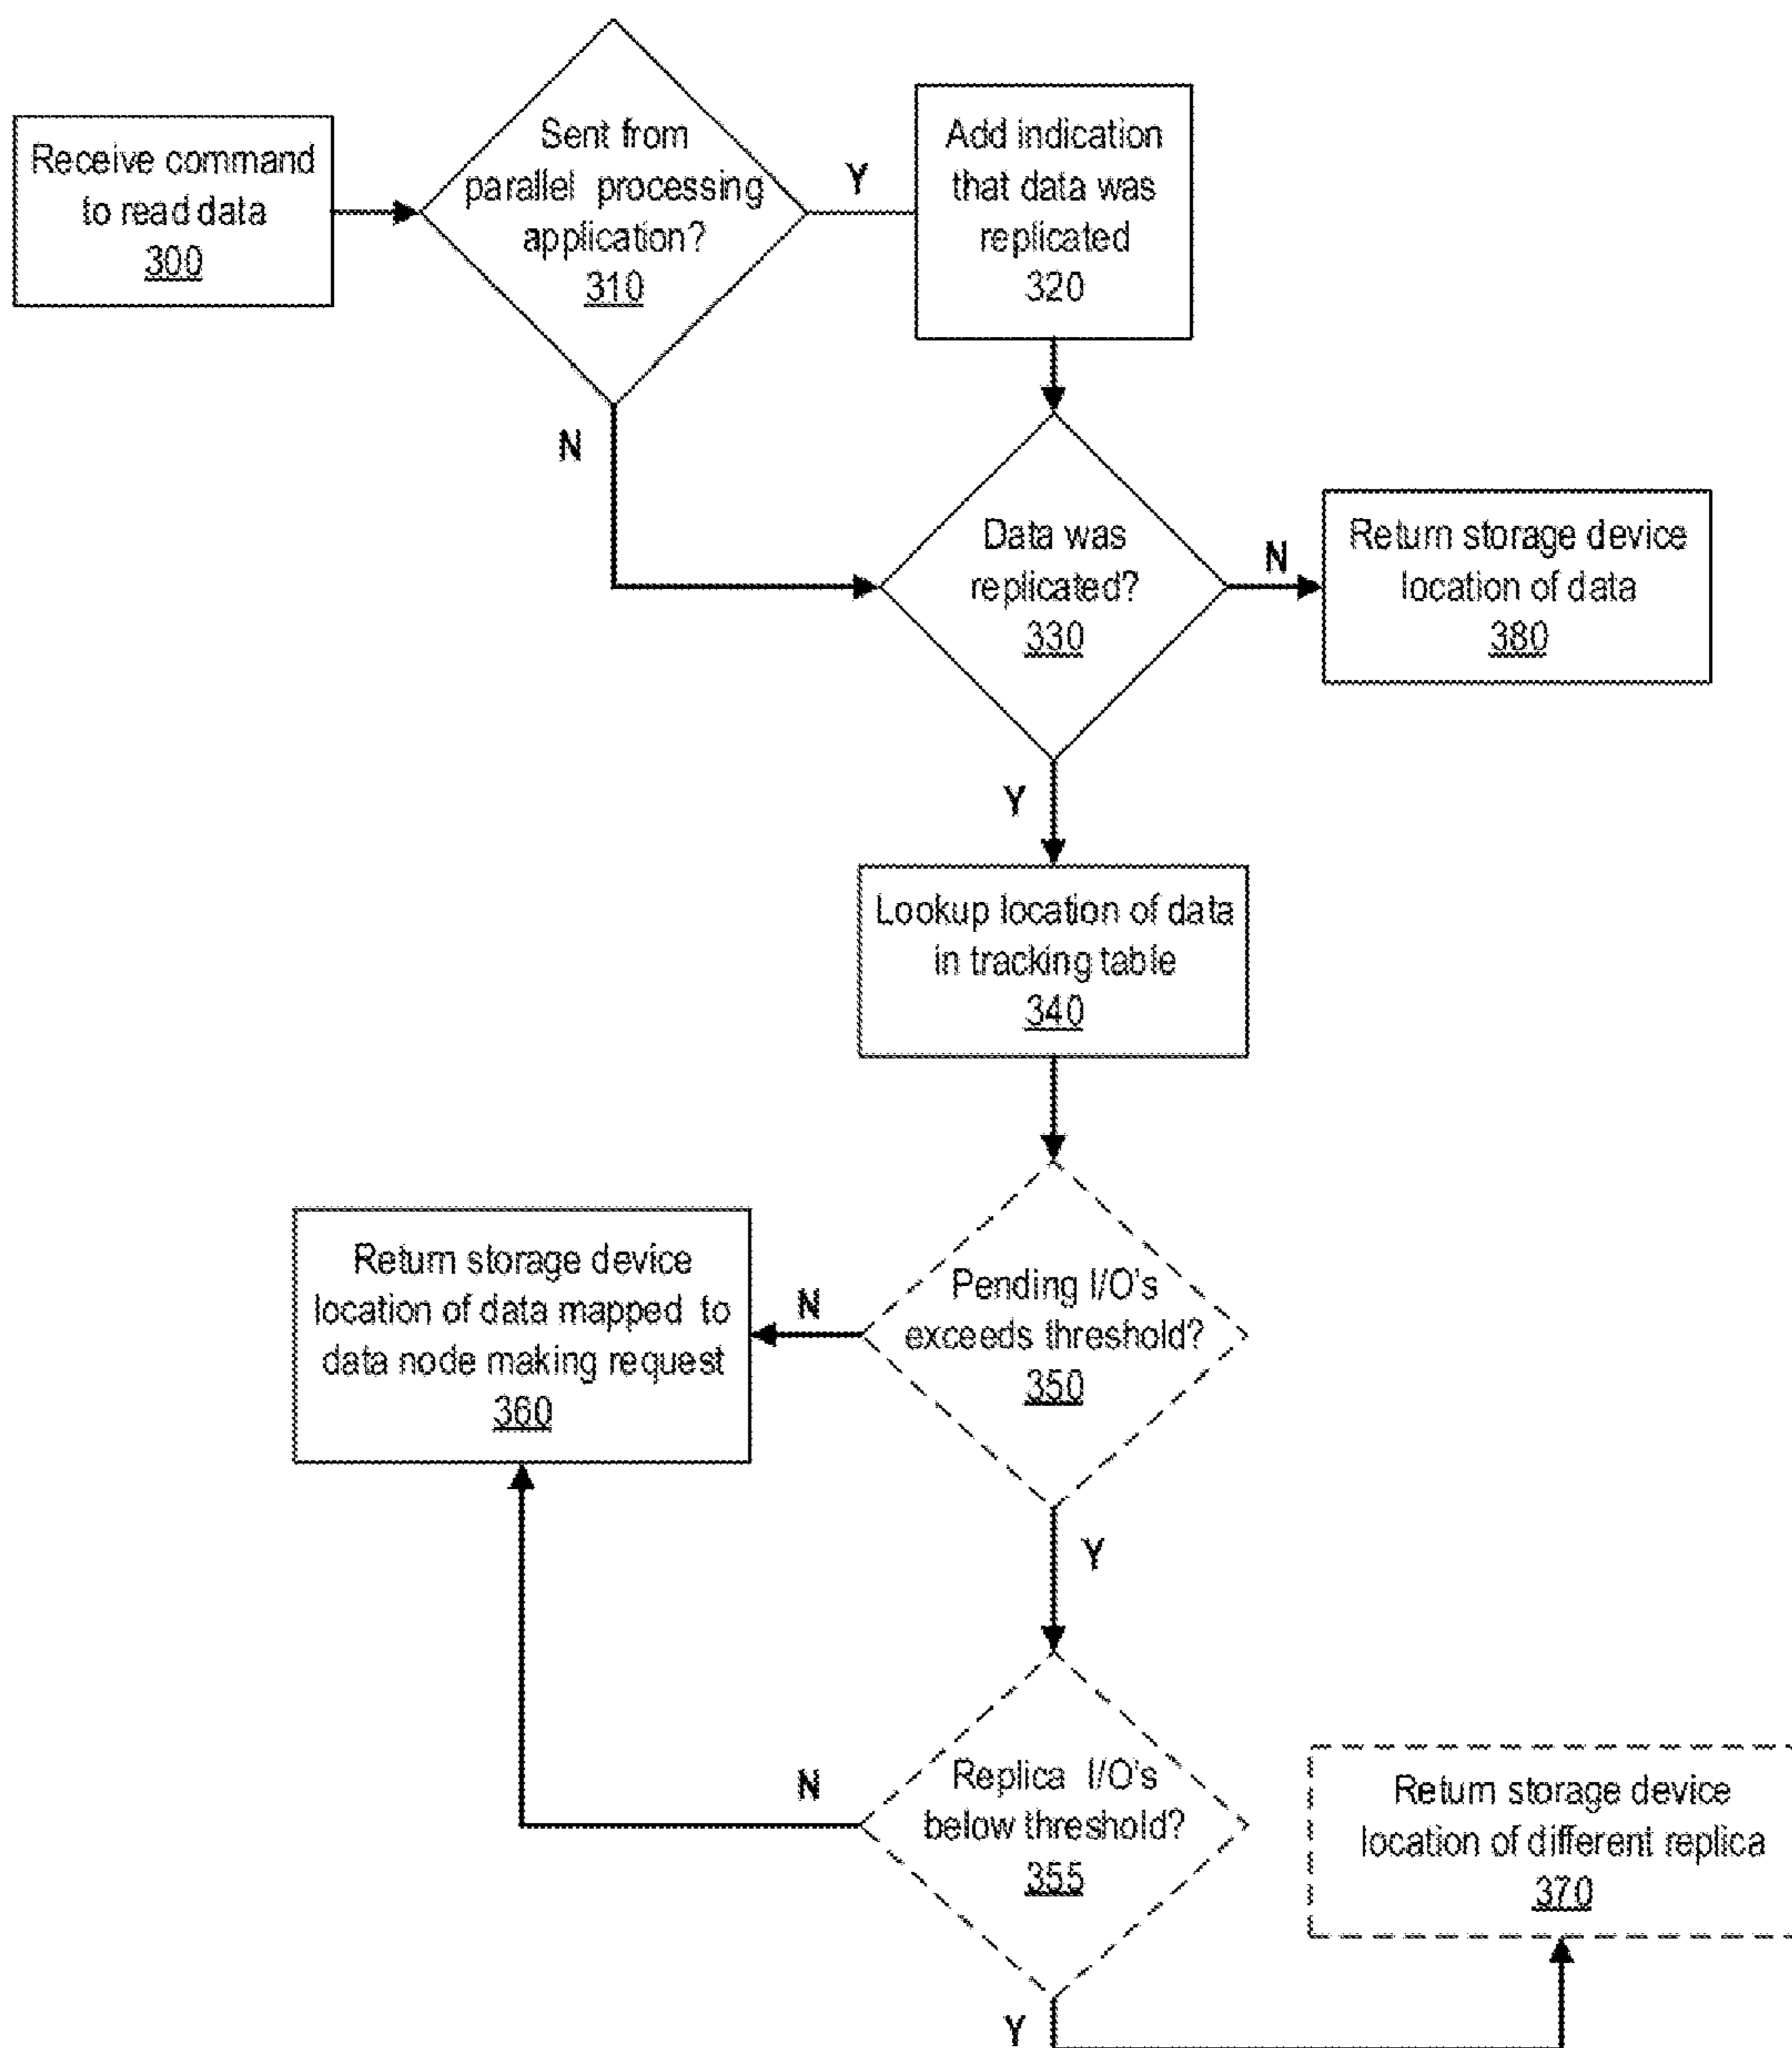 Receive command
to read data
300
Sent from
parallel processing
application?
310
Y
Add indication
that data was
replicated
320
N
Data was
replicated?
330
N
Return storage device
location of data
380
Y
Lookup location of data
in tracking table
340
Return storage device
location of data mapped to
data node making request
360
N
Pending I/O's
exceeds threshold?
350
Y
N
Replica I/O's
below threshold?
355
Return storage device
location of different replica
370
Y